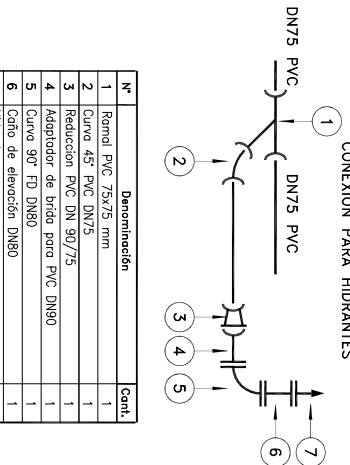 CONEXIÓN PARA HIDRANTES
DN75 PVC
DN75 PVC
1
2
3
4
5
6
7
N° Denominación Cant.
1 Ramal PVC 75x75 mm 1
2 Curva 45° PVC DN75 1
3 Reduccion PVC DN 90/75 1
4 Adaptador de brida para PVC DN90 1
5 Curva 90° FD DN80 1
6 Caño de elevación DN80 1